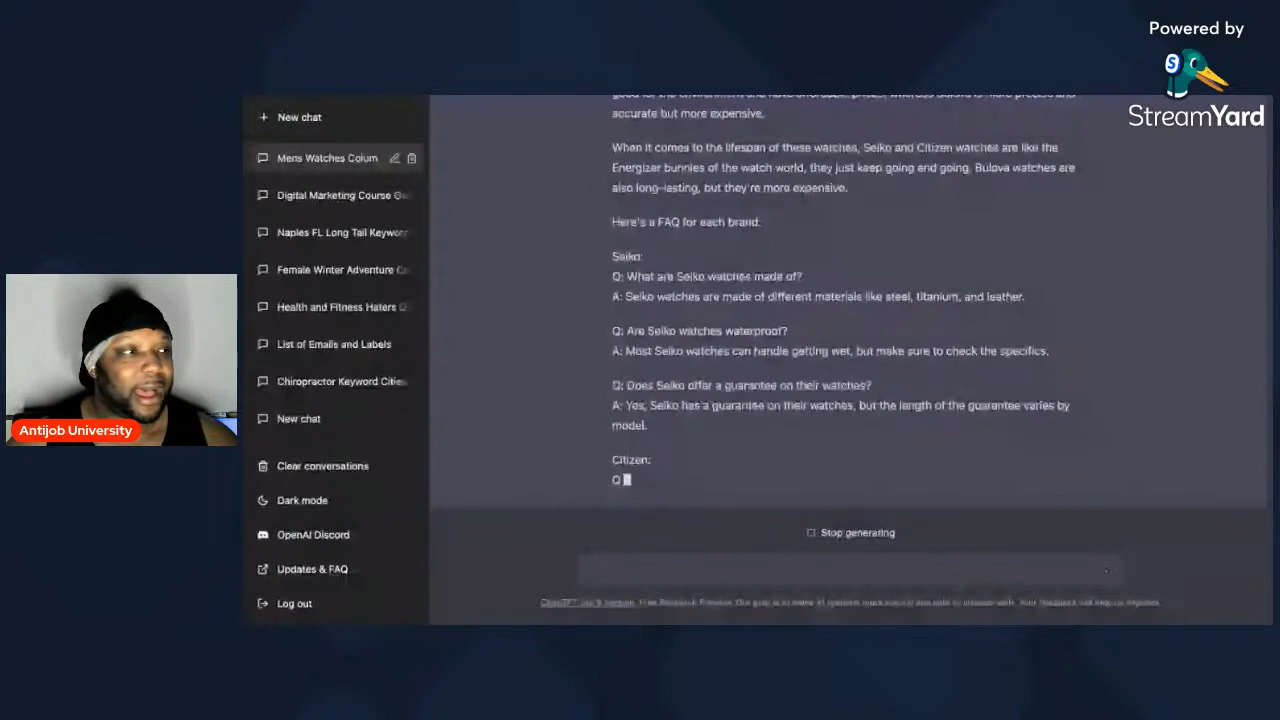 Powered by
StreamYard
New chat
Mens Watches Colum
Digital Marketing Course Gu
Naples FL Long Tail Keywor
Female Winter Adventure Ca
Health and Fitness Haters
List of Emails and Labels
Chiropractor Keyword Cities
New chat
Clear conversations
Dark mode
OpenAI Discord
Updates & FAQ
Log out
accurate but more expensive.
When it comes to the lifespan of these watches, Seiko and Citizen watches are like the
Energizer bunnies of the watch world, they just keep going and going. Bulova watches are
also long-lasting, but they're more expensive.
Here's a FAQ for each brand:
Seiko:
Q: What are Seiko watches made of?
A: Seiko watches are made of different materials like steel, titanium, and leather.
Q: Are Seiko watches waterproof?
A: Most Seiko watches can handle getting wet, but make sure to check the specifics.
Q: Does Seiko offer a guarantee on their watches?
A: Yes, Seiko has a guarantee on their watches, but the length of the guarantee varies by
model.
Citizen:
Q
Stop generating
Antijob University